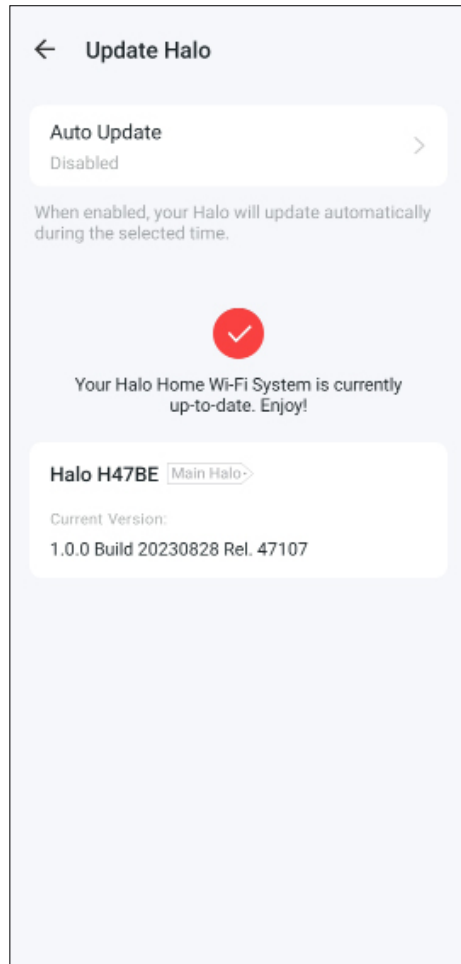 Update Halo
Auto Update
Disabled
When enabled, your Halo will update automatically
during the selected time.
Your Halo Home Wi-Fi System is currently
up-to-date. Enjoy!
Halo H47BE Main Halo
Current Version:
1.0.0 Build 20230828 Rel. 47107